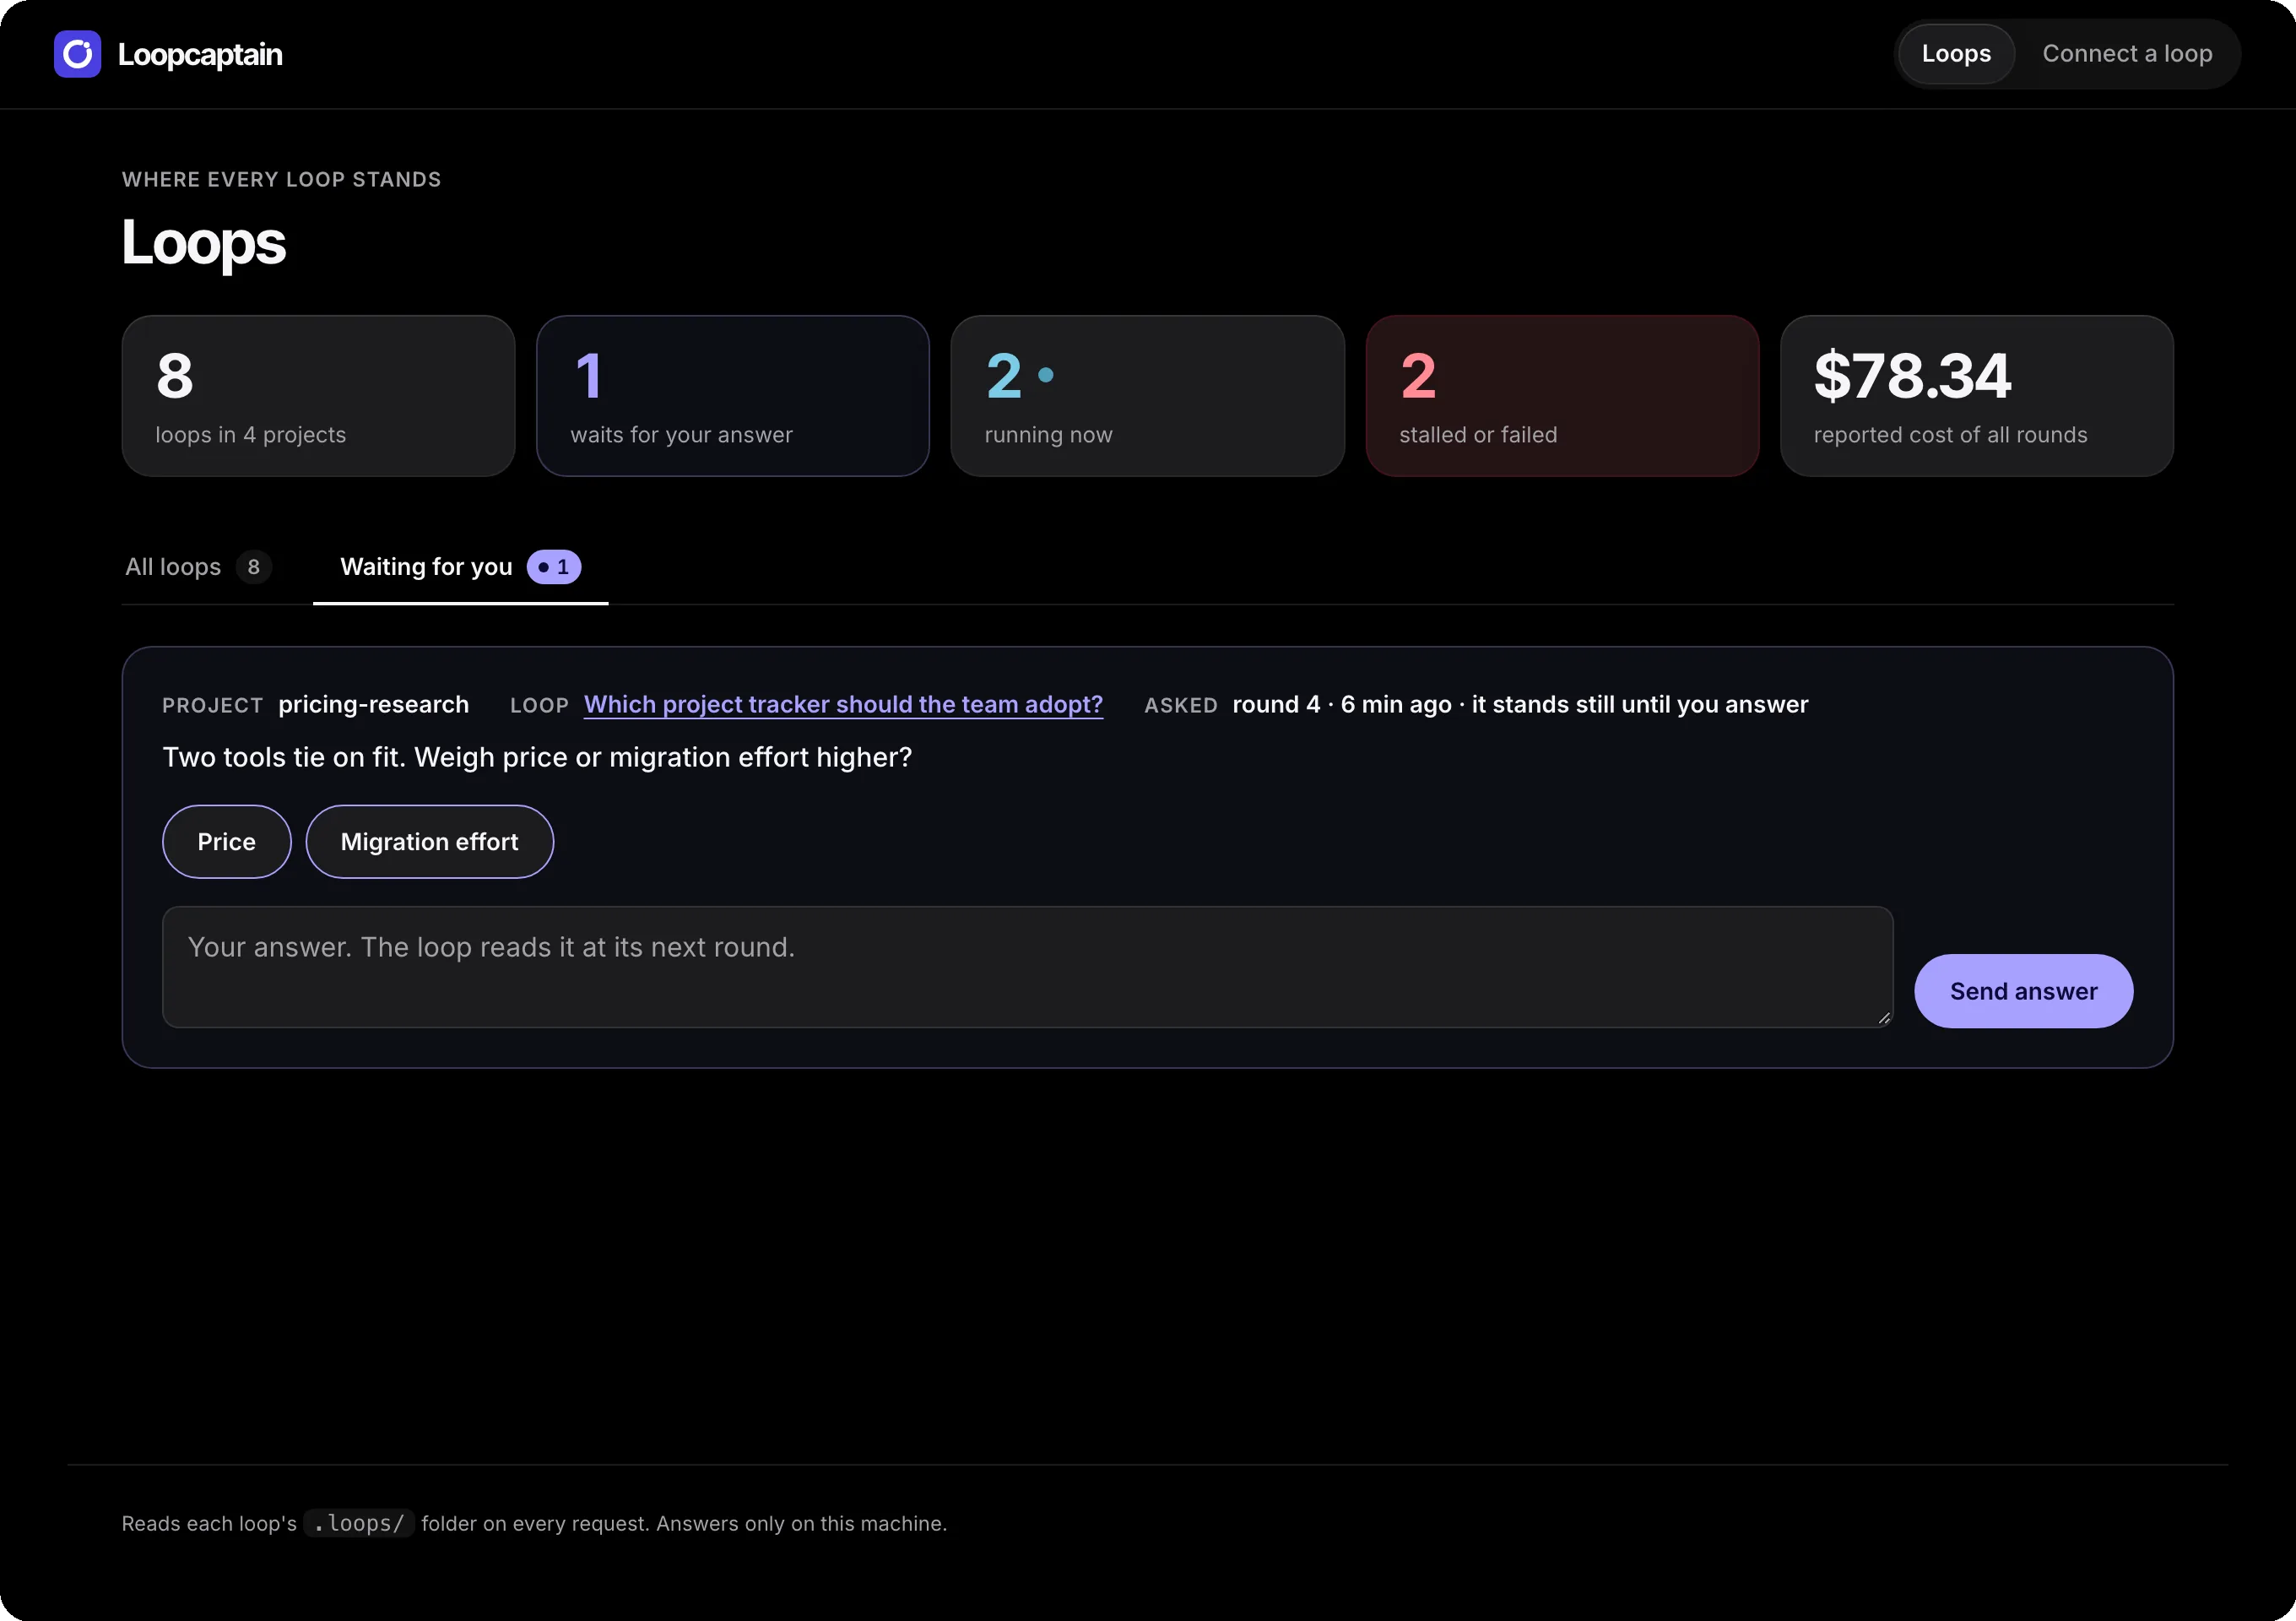 Loopcaptain
Loops
Connect a loop
WHERE EVERY LOOP STANDS
Loops
8
loops in 4 projects
1
waits for your answer
2
running now
2
stalled or failed
$78.34
reported cost of all rounds
All loops 8
Waiting for you 1
PROJECT pricing-research LOOP Which project tracker should the team adopt? ASKED round 4 · 6 min ago · it stands still until you answer
Two tools tie on fit. Weigh price or migration effort higher?
Price
Migration effort
Your answer. The loop reads it at its next round.
Send answer
Reads each loop's .loops/ folder on every request. Answers only on this machine.